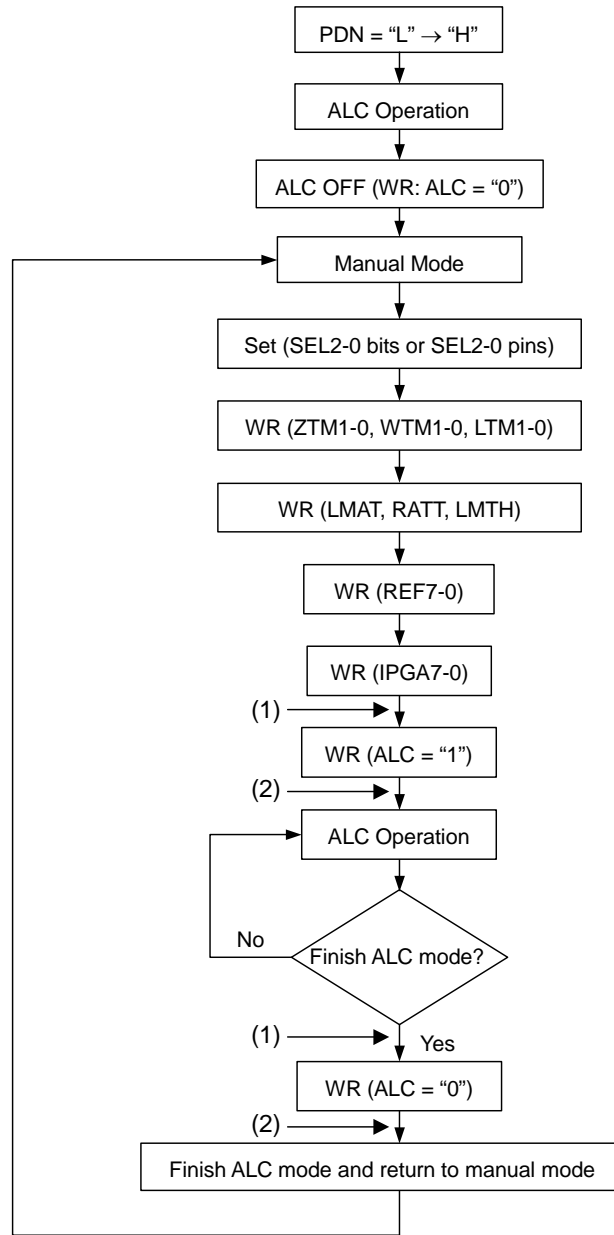 PDN = “L” → “H”
ALC Operation
ALC OFF (WR: ALC = “0”)
Manual Mode
Set (SEL2-0 bits or SEL2-0 pins)
WR (ZTM1-0, WTM1-0, LTM1-0)
WR (LMAT, RATT, LMTH)
WR (REF7-0)
WR (IPGA7-0)
(1)
WR (ALC = “1”)
(2)
ALC Operation
No
Finish ALC mode?
(1)
Yes
WR (ALC = “0”)
(2)
Finish ALC mode and return to manual mode